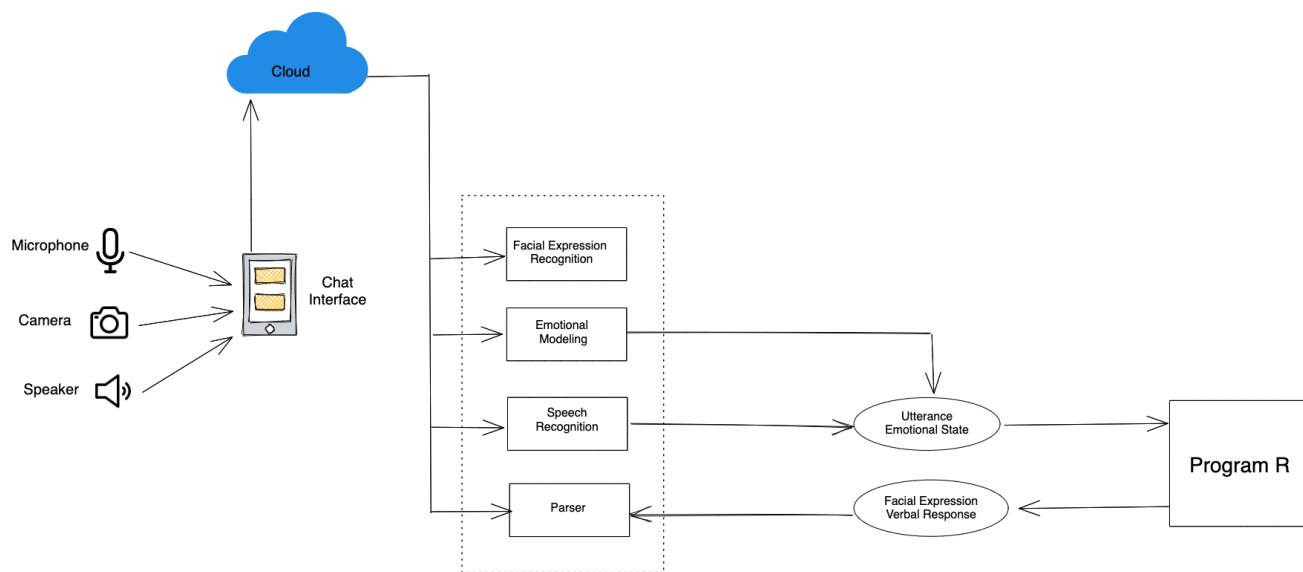 Cloud
Microphone
Camera
Speaker
Chat
Interface
Facial Expression
Recognition
Emotional
Modeling
Speech
Recognition
Parser
Utterance
Emotional State
Facial Expression
Verbal Response
Program R